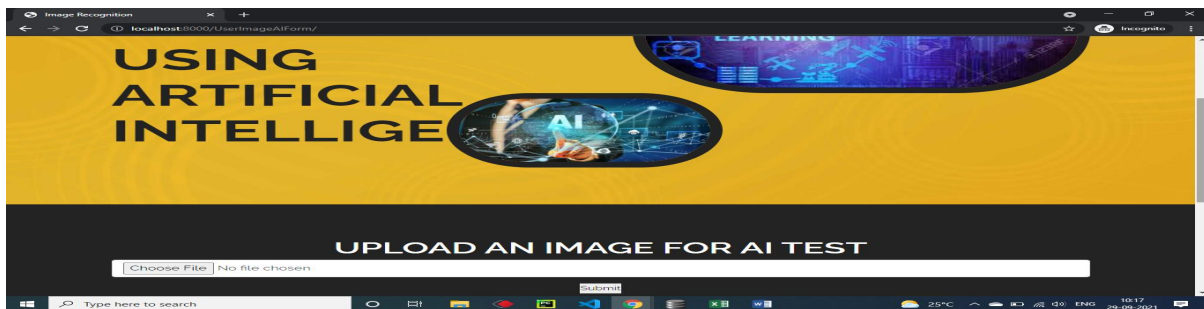 Image Recognition
localhost:8000/UserImageAIForm/
Incognito
LEARNING
USING
ARTIFICIAL
INTELLIGE
AI
UPLOAD AN IMAGE FOR AI TEST
Choose File No file chosen
Submit
Type here to search
25°C ENG 10:17
29-09-2021